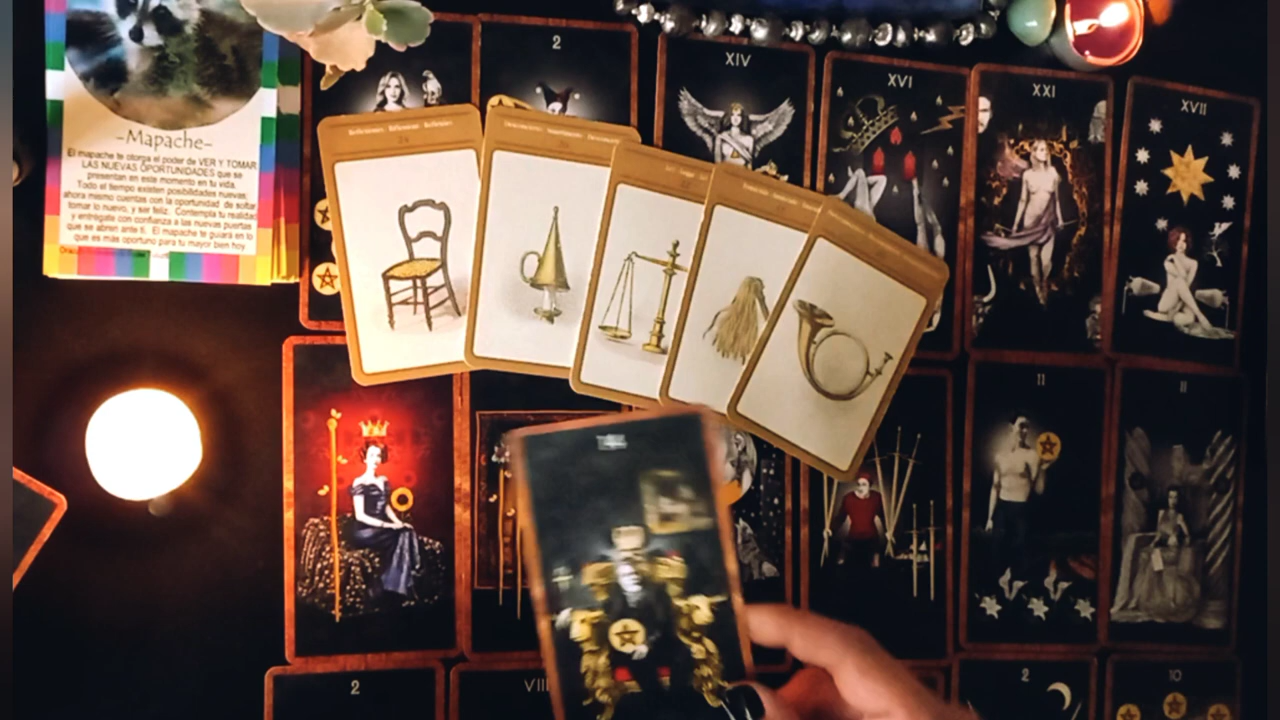 -Mapache-
El mapache te otorga el poder de VER Y TOMAR
LAS NUEVAS OPORTUNIDADES que se
presentan en este momento en tu vida.
Todo el tiempo existen posibilidades nuevas,
ahora mismo cuentas con la oportunidad de soltar
tomar lo nuevo, y ser feliz. Contempla tu realidad
y entrégate con confianza a las nuevas puertas
que se abren ante ti. El mapache te guiará en lo
que es más oportuno para tu mayor bien hoy
2
XIV
XVI
XXI
XVII
II
II
2
VIII
2
10